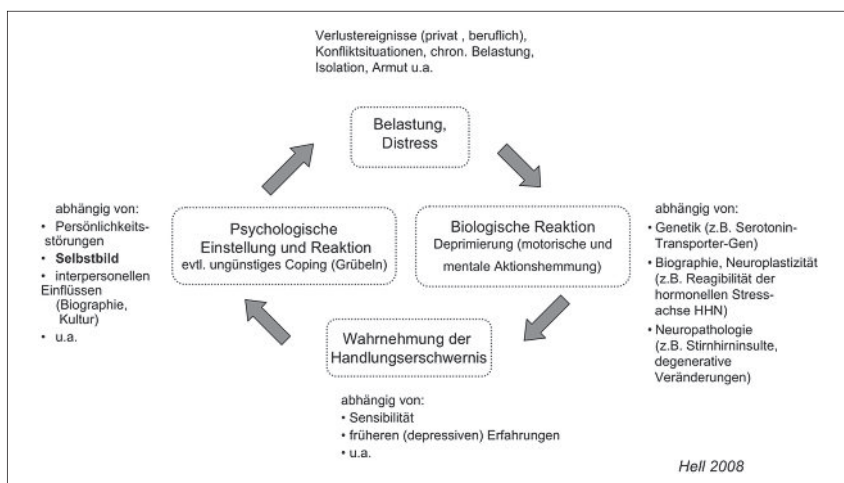 Verlustereignisse (privat , beruflich),
Konfliktsituationen, chron. Belastung,
Isolation, Armut u.a.
Belastung,
Distress
abhängig von:
• Persönlichkeits-
störungen
• Selbstbild
• interpersonellen
Einflüssen
(Biographie,
Kultur)
• u.a.
Psychologische
Einstellung und Reaktion
evtl. ungünstiges Coping (Grübeln)
Biologische Reaktion
Deprimierung (motorische und
mentale Aktionshemmung)
abhängig von:
• Genetik (z.B. Serotonin-
Transporter-Gen)
• Biographie, Neuroplastizität
(z.B. Reagibilität der
hormonellen Stress-
achse HHN)
• Neuropathologie
(z.B. Stirnhirninsulte,
degenerative
Veränderungen)
Wahrnehmung der
Handlungserschwernis
abhängig von:
• Sensibilität
• früheren (depressiven) Erfahrungen
• u.a.
Hell 2008